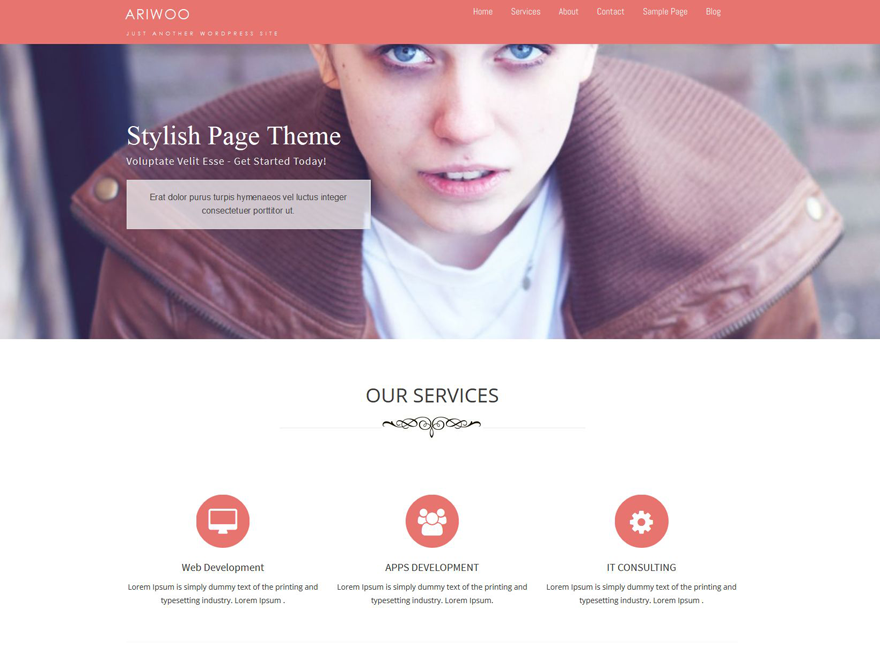 ARIWOO
JUST ANOTHER WORDPRESS SITE
Home Services About Contact Sample Page Blog
Stylish Page Theme
Voluptate Velit Esse - Get Started Today!
Erat dolor purus turpis hymenaeos vel luctus integer
consectetuer porttitor ut.
OUR SERVICES
Web Development
Lorem Ipsum is simply dummy text of the printing and
typesetting industry. Lorem Ipsum .
APPS DEVELOPMENT
Lorem Ipsum is simply dummy text of the printing and
typesetting industry. Lorem Ipsum.
IT CONSULTING
Lorem Ipsum is simply dummy text of the printing and
typesetting industry. Lorem Ipsum .